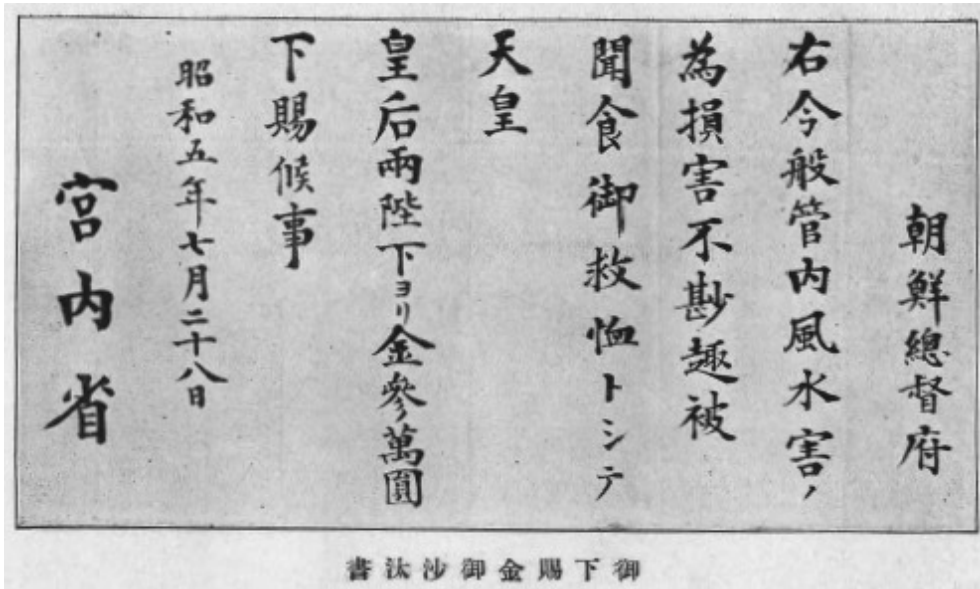 朝鮮總督府
右今般管内風水害ノ
為損害不尠趣被
聞食御救恤トシテ
天皇
皇后兩陛下ヨリ金參萬圓
下賜候事
昭和五年七月二十八日
宮内省
御下賜金御沙汰書